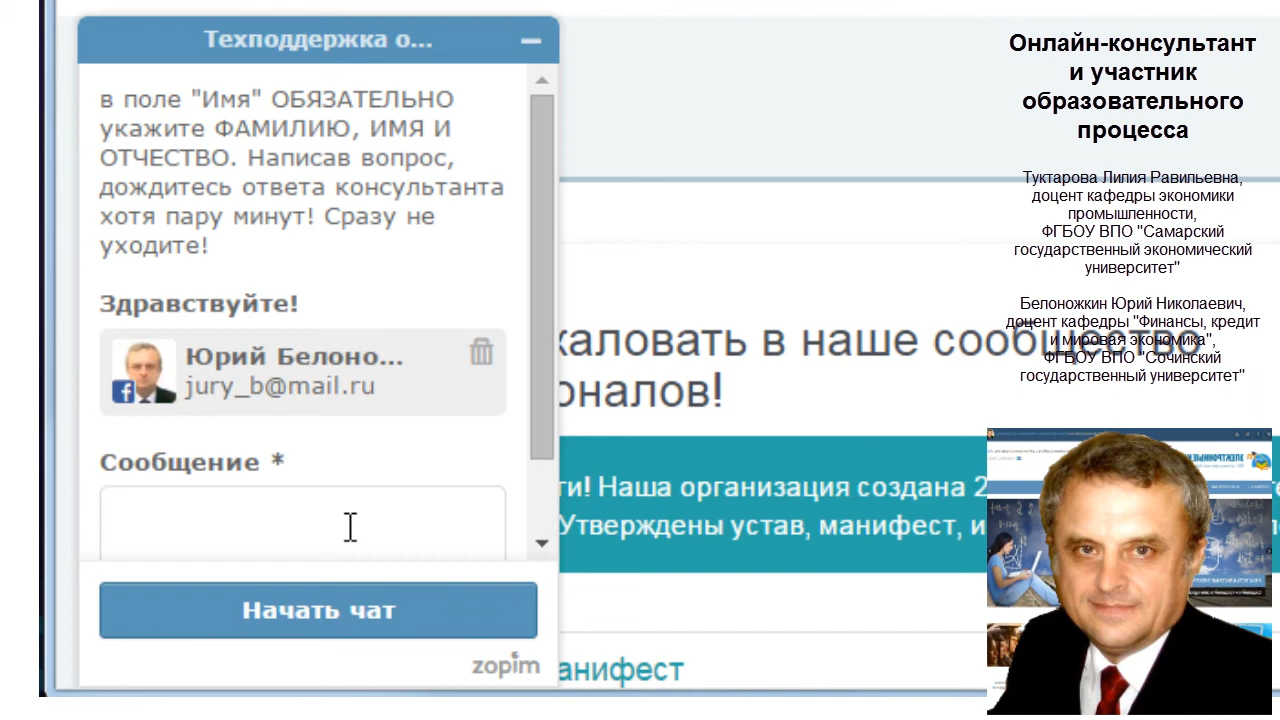 Техподдержка о...
в поле "Имя" ОБЯЗАТЕЛЬНО
укажите ФАМИЛИЮ, ИМЯ И
ОТЧЕСТВО. Написав вопрос,
дождитесь ответа консультанта
хотя пару минут! Сразу не
уходите!
Здравствуйте!
Юрий Белоно...
jury_b@mail.ru
Сообщение *
Начать чат
zopim
жаловать в наше сообщество
оналов!
ти! Наша организация создана 2
Утверждены устав, манифест, и
анифест
Онлайн-консультант
и участник
образовательного
процесса
Туктарова Лилия Равильевна,
доцент кафедры экономики
промышленности,
ФГБОУ ВПО "Самарский
государственный экономический
университет"
Белоножкин Юрий Николаевич,
доцент кафедры "Финансы, кредит
и мировая экономика",
ФГБОУ ВПО "Сочинский
государственный университет"